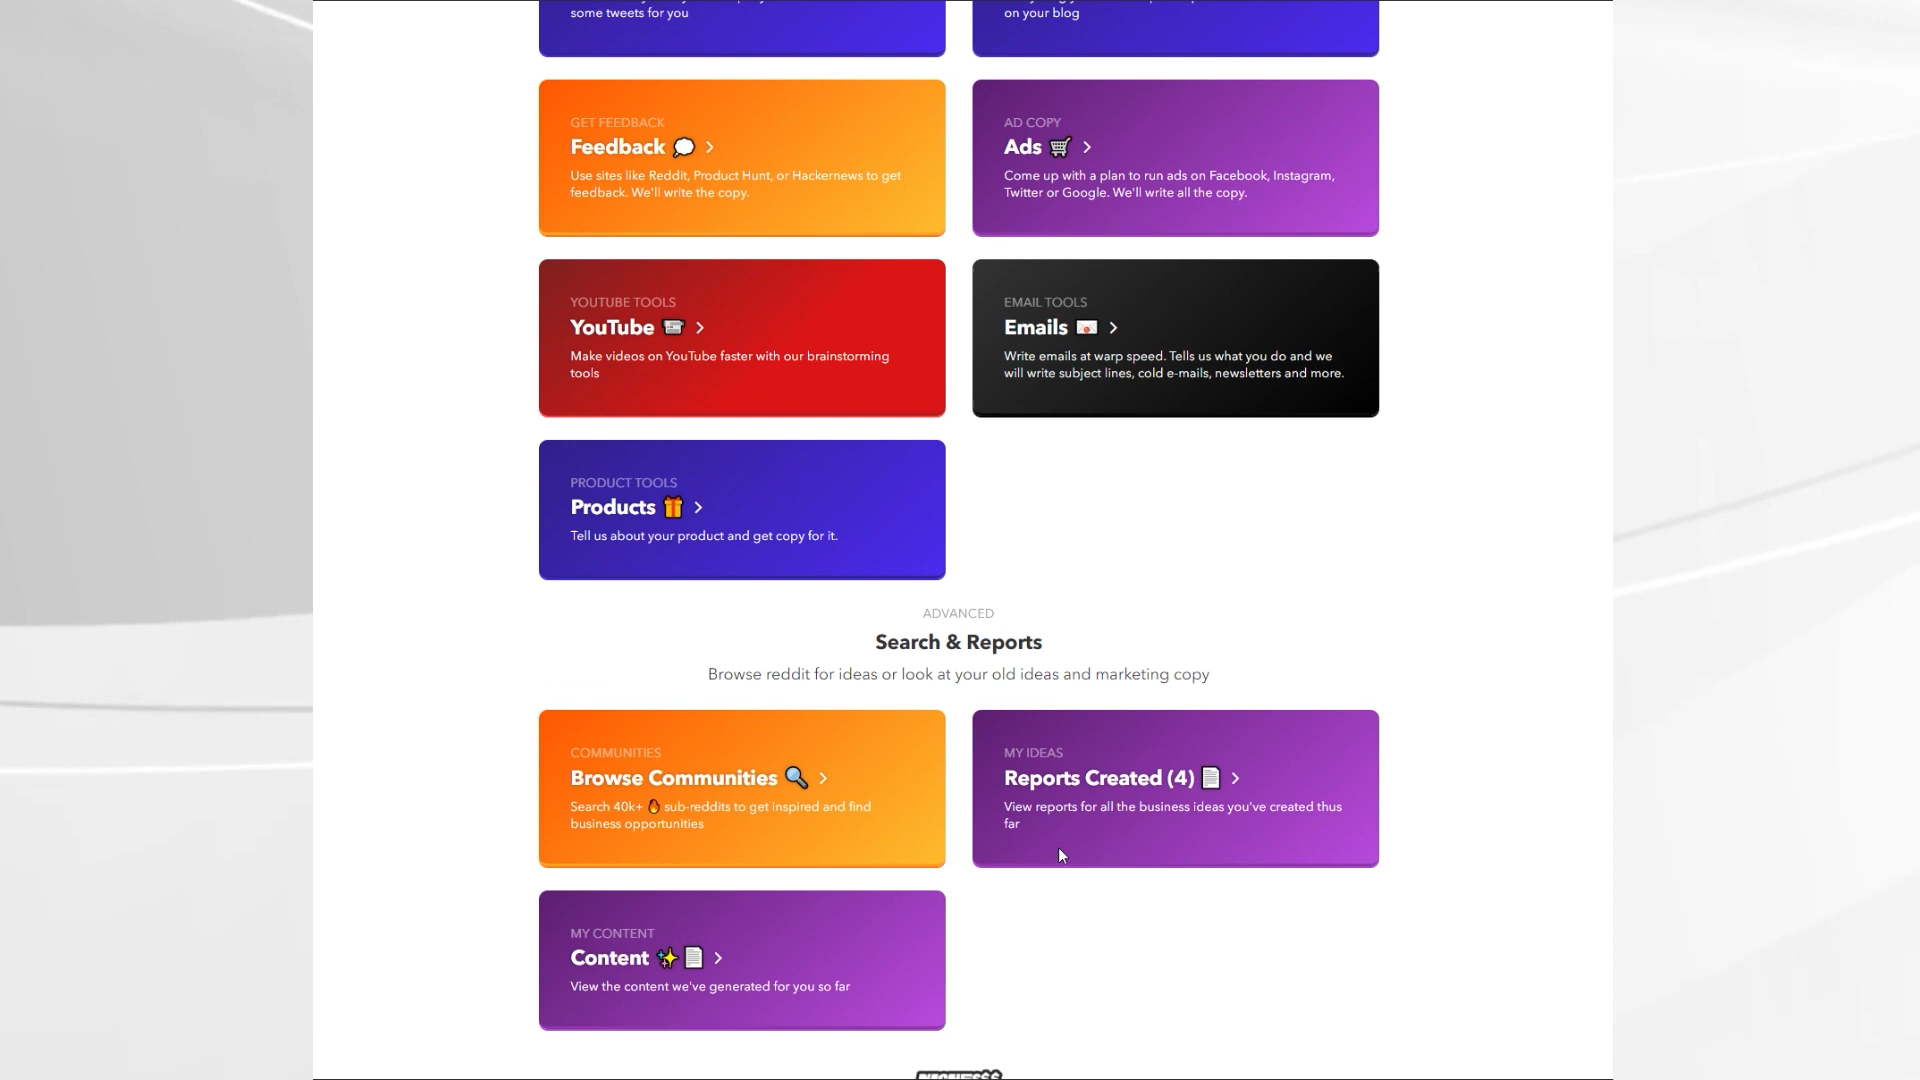 some tweets for you
on your blog
GET FEEDBACK
Feedback
Use sites like Reddit, Product Hunt, or Hackernews to get
feedback. We'll write the copy.
AD COPY
Ads
Come up with a plan to run ads on Facebook, Instagram,
Twitter or Google. We'll write all the copy.
YOUTUBE TOOLS
YouTube
Make videos on YouTube faster with our brainstorming
tools
EMAIL TOOLS
Emails
Write emails at warp speed. Tells us what you do and we
will write subject lines, cold e-mails, newsletters and more.
PRODUCT TOOLS
Products
Tell us about your product and get copy for it.
ADVANCED
Search & Reports
Browse reddit for ideas or look at your old ideas and marketing copy
COMMUNITIES
Browse Communities
Search 40k+ 🔥 sub-reddits to get inspired and find
business opportunities
MY IDEAS
Reports Created (4)
View reports for all the business ideas you've created thus
far
MY CONTENT
Content
View the content we've generated for you so far